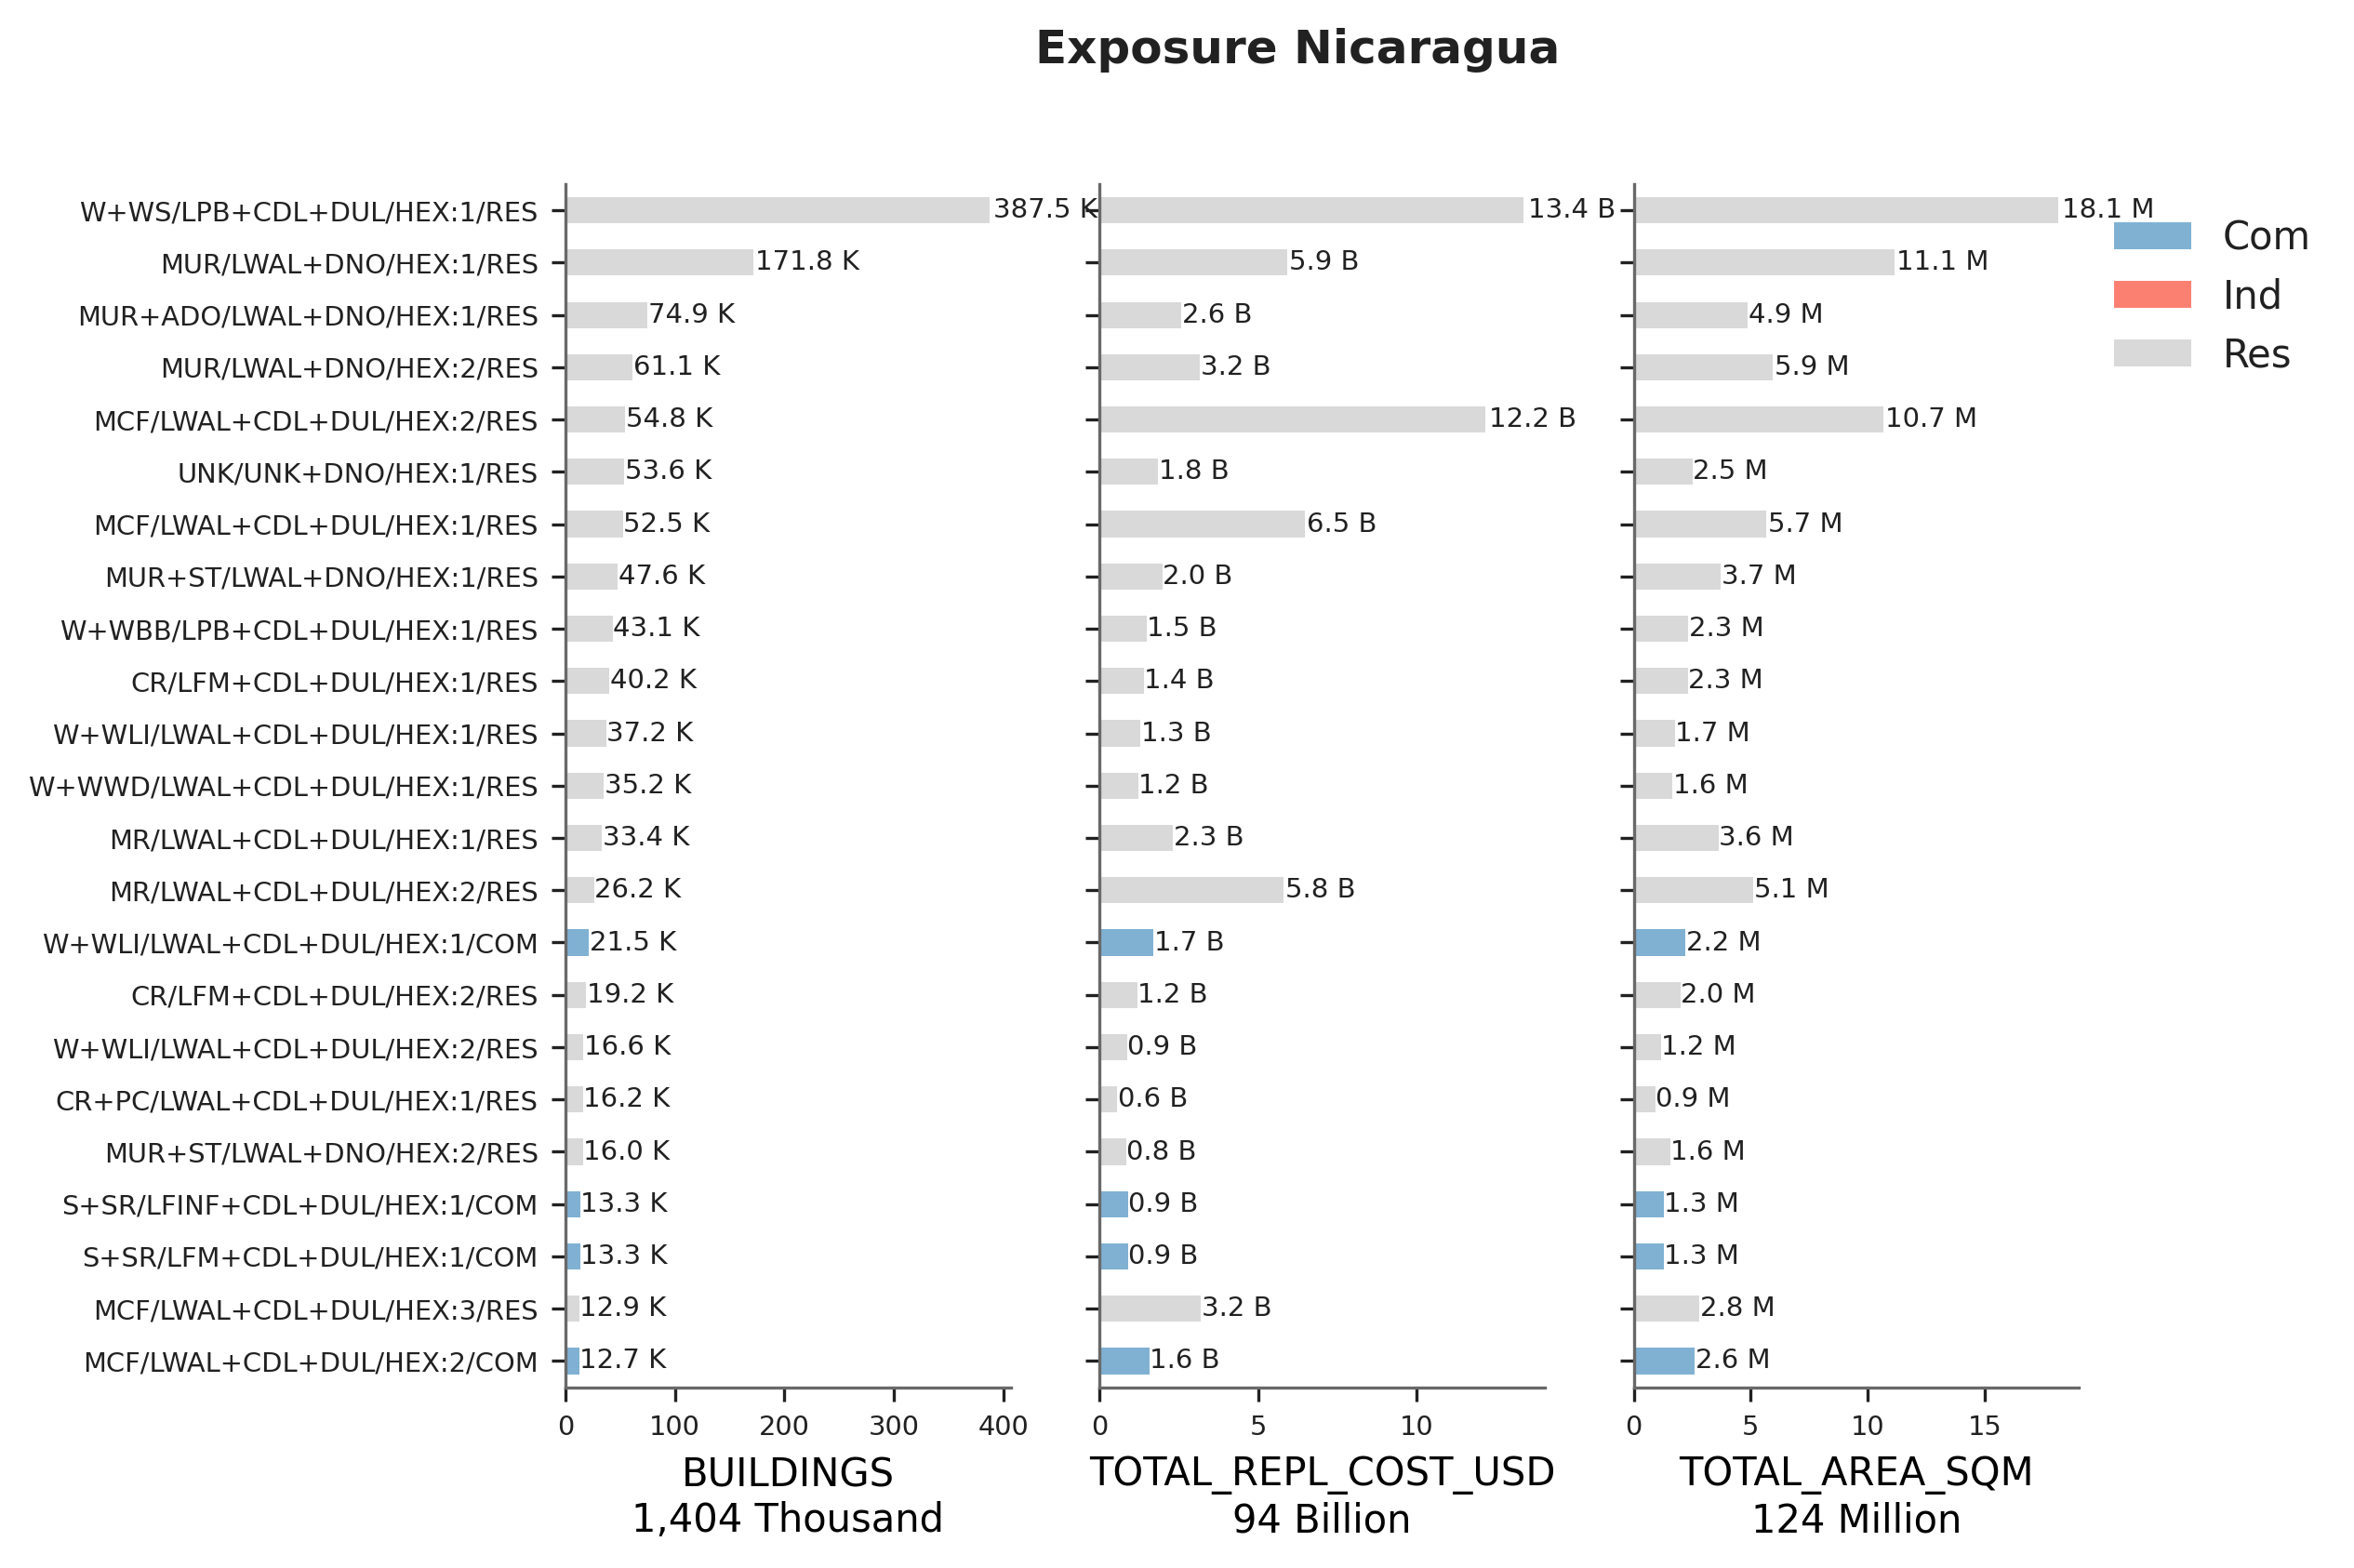 Exposure Nicaragua
W+WS/LPB+CDL+DUL/HEX:1/RES 387.5 K 13.4 B 18.1 M
MUR/LWAL+DNO/HEX:1/RES 171.8 K 5.9 B 11.1 M
MUR+ADO/LWAL+DNO/HEX:1/RES 74.9 K 2.6 B 4.9 M
MUR/LWAL+DNO/HEX:2/RES 61.1 K 3.2 B 5.9 M
MCF/LWAL+CDL+DUL/HEX:2/RES 54.8 K 12.2 B 10.7 M
UNK/UNK+DNO/HEX:1/RES 53.6 K 1.8 B 2.5 M
MCF/LWAL+CDL+DUL/HEX:1/RES 52.5 K 6.5 B 5.7 M
MUR+ST/LWAL+DNO/HEX:1/RES 47.6 K 2.0 B 3.7 M
W+WBB/LPB+CDL+DUL/HEX:1/RES 43.1 K 1.5 B 2.3 M
CR/LFM+CDL+DUL/HEX:1/RES 40.2 K 1.4 B 2.3 M
W+WLI/LWAL+CDL+DUL/HEX:1/RES 37.2 K 1.3 B 1.7 M
W+WWD/LWAL+CDL+DUL/HEX:1/RES 35.2 K 1.2 B 1.6 M
MR/LWAL+CDL+DUL/HEX:1/RES 33.4 K 2.3 B 3.6 M
MR/LWAL+CDL+DUL/HEX:2/RES 26.2 K 5.8 B 5.1 M
W+WLI/LWAL+CDL+DUL/HEX:1/COM 21.5 K 1.7 B 2.2 M
CR/LFM+CDL+DUL/HEX:2/RES 19.2 K 1.2 B 2.0 M
W+WLI/LWAL+CDL+DUL/HEX:2/RES 16.6 K 0.9 B 1.2 M
CR+PC/LWAL+CDL+DUL/HEX:1/RES 16.2 K 0.6 B 0.9 M
MUR+ST/LWAL+DNO/HEX:2/RES 16.0 K 0.8 B 1.6 M
S+SR/LFINF+CDL+DUL/HEX:1/COM 13.3 K 0.9 B 1.3 M
S+SR/LFM+CDL+DUL/HEX:1/COM 13.3 K 0.9 B 1.3 M
MCF/LWAL+CDL+DUL/HEX:3/RES 12.9 K 3.2 B 2.8 M
MCF/LWAL+CDL+DUL/HEX:2/COM 12.7 K 1.6 B 2.6 M
0 100 200 300 400 0 5 10 0 5 10 15
BUILDINGS TOTAL_REPL_COST_USD TOTAL_AREA_SQM
1,404 Thousand 94 Billion 124 Million
Com
Ind
Res